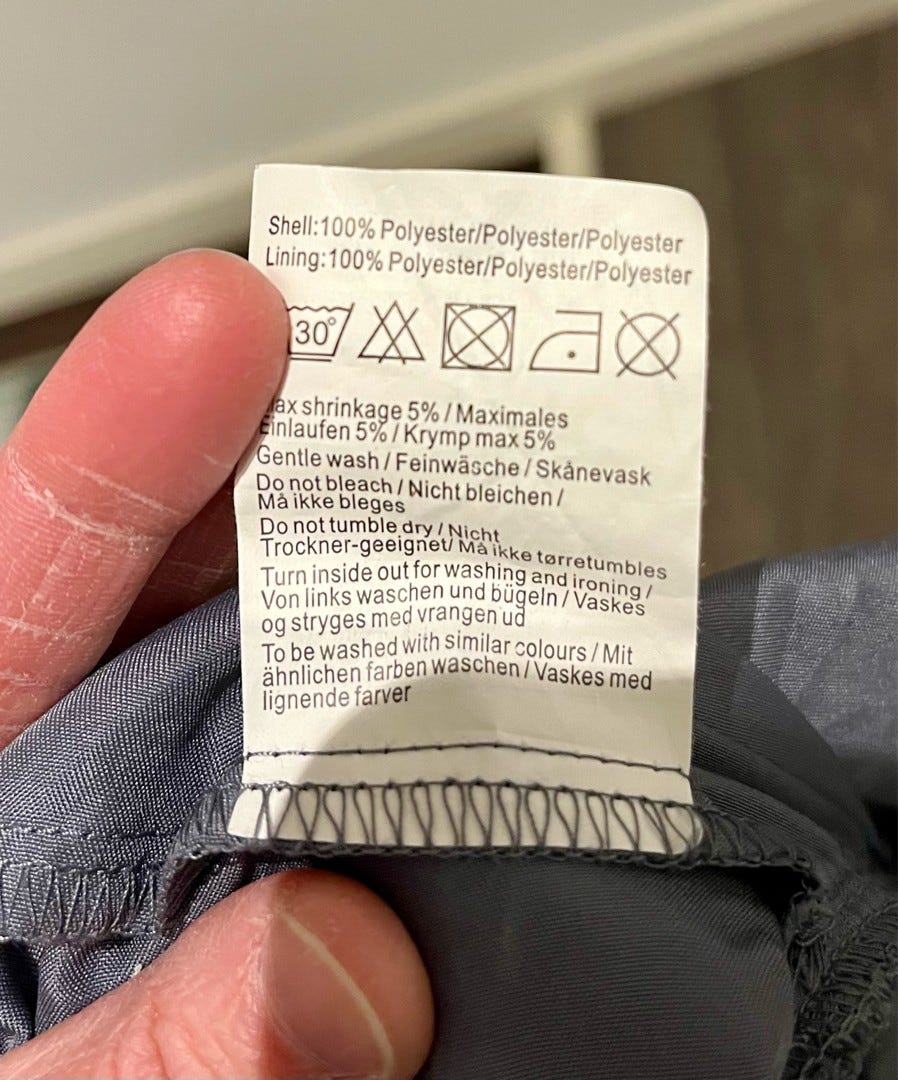 Shell:100% Polyester/Polyester/Polyester
Lining:100% Polyester/Polyester/Polyester
30°
shrinkage 5% / Maximales
Einlaufen 5% / Krymp max 5%
Gentle wash / Feinwäsche / Skånevask
Do not bleach / Nicht bleichen /
Må ikke bleges
Do not tumble dry / Nicht
Trockner-geeignet/ Må ikke tørretumbles
Turn inside out for washing and ironing /
Von links waschen und bügeln / Vaskes
og stryges med vrangen ud
To be washed with similar colours / Mit
ähnlichen farben waschen / Vaskes med
lignende farver